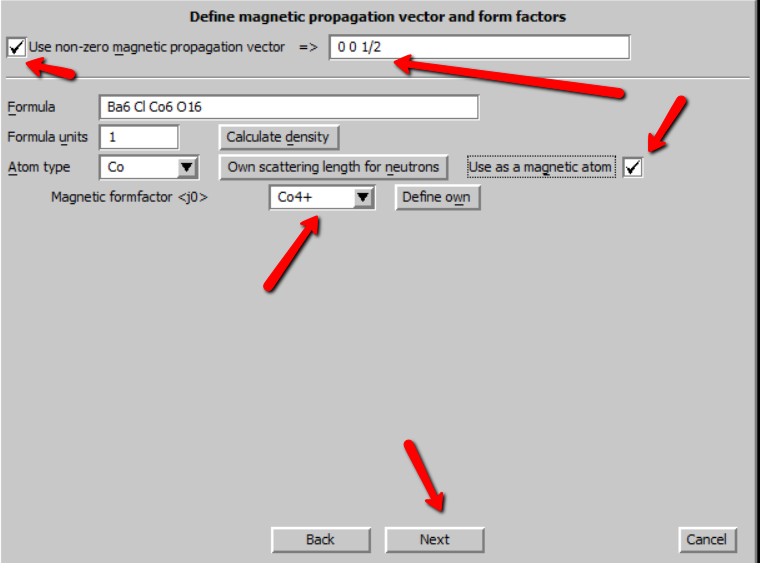 Define magnetic propagation vector and form factors
Use non-zero magnetic propagation vector => 0 0 1/2
Formula Ba6 Cl Co6 O16
Formula units 1 Calculate density
Atom type Co Own scattering length for neutrons Use as a magnetic atom
Magnetic formfactor <j0> Co4+ Define own
Back Next Cancel